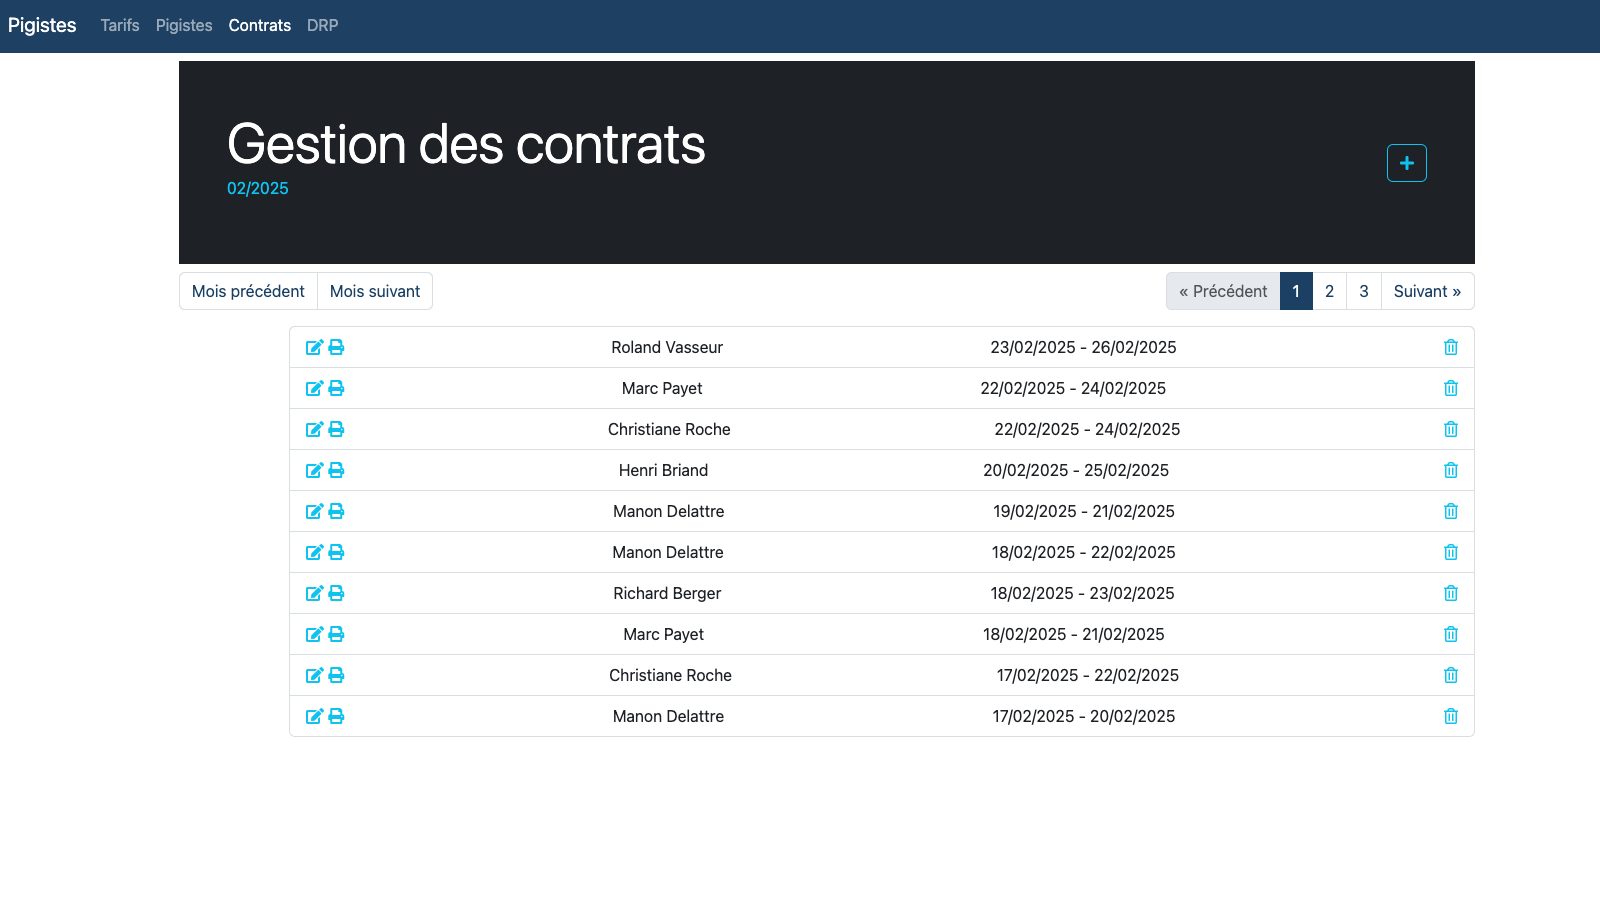 Pigistes Tarifs Pigistes Contrats DRP
Gestion des contrats
02/2025
Mois précédent Mois suivant « Précédent 1 2 3 Suivant »
Roland Vasseur 23/02/2025 - 26/02/2025
Marc Payet 22/02/2025 - 24/02/2025
Christiane Roche 22/02/2025 - 24/02/2025
Henri Briand 20/02/2025 - 25/02/2025
Manon Delattre 19/02/2025 - 21/02/2025
Manon Delattre 18/02/2025 - 22/02/2025
Richard Berger 18/02/2025 - 23/02/2025
Marc Payet 18/02/2025 - 21/02/2025
Christiane Roche 17/02/2025 - 22/02/2025
Manon Delattre 17/02/2025 - 20/02/2025